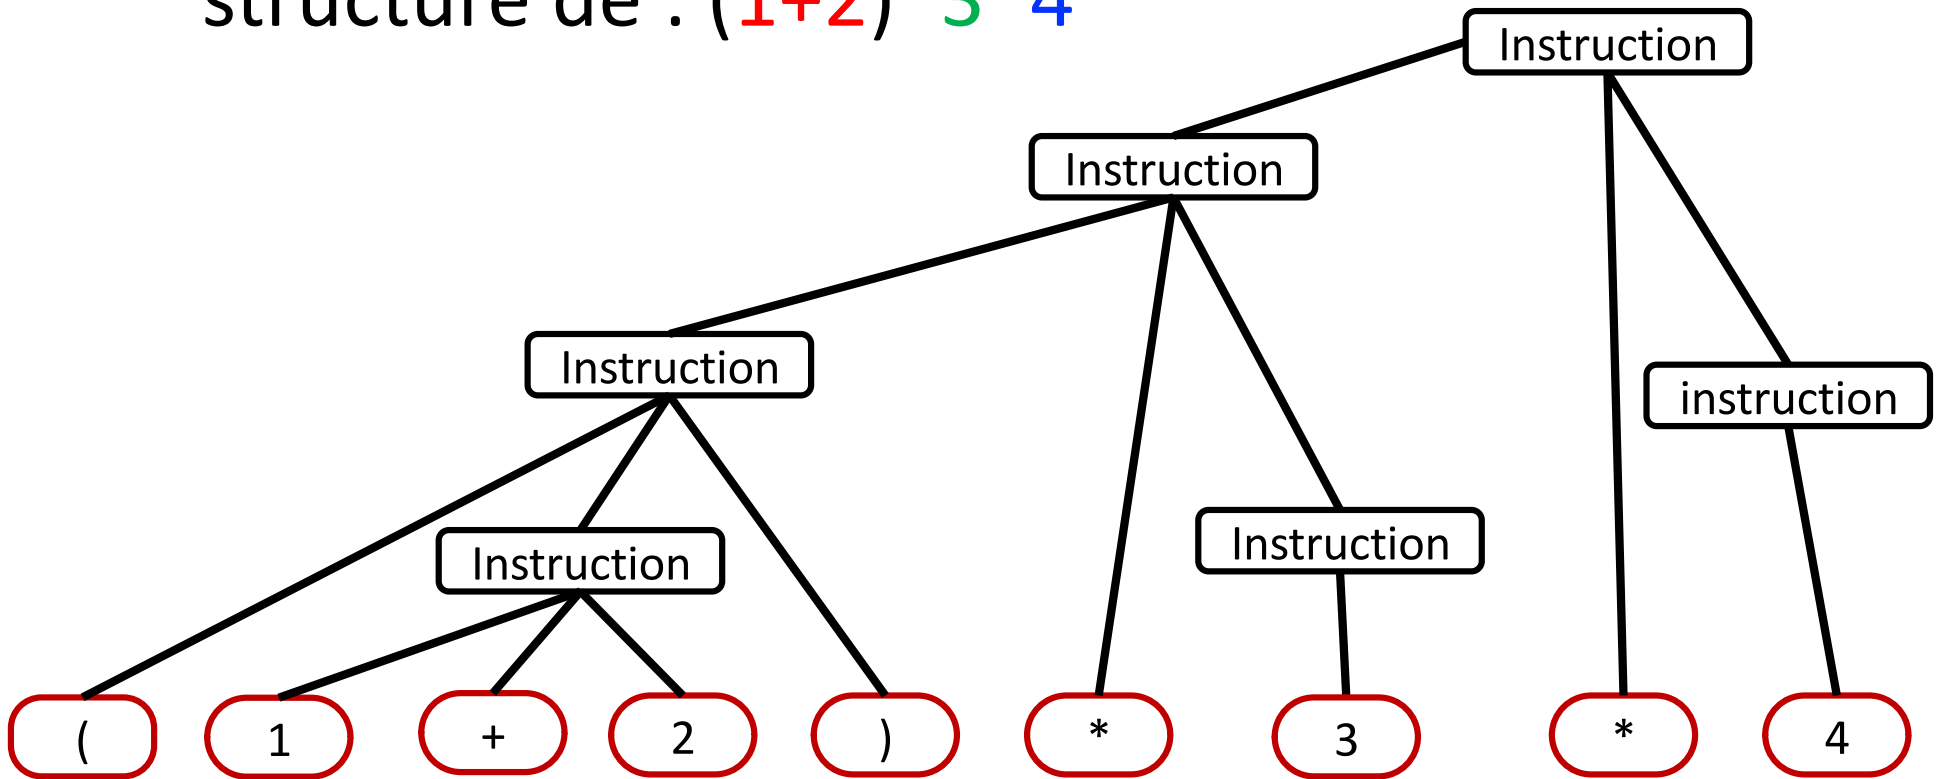 structure de : (1+2)*3*4
Instruction
Instruction
Instruction
instruction
Instruction
Instruction
( 1 + 2 ) * 3 * 4